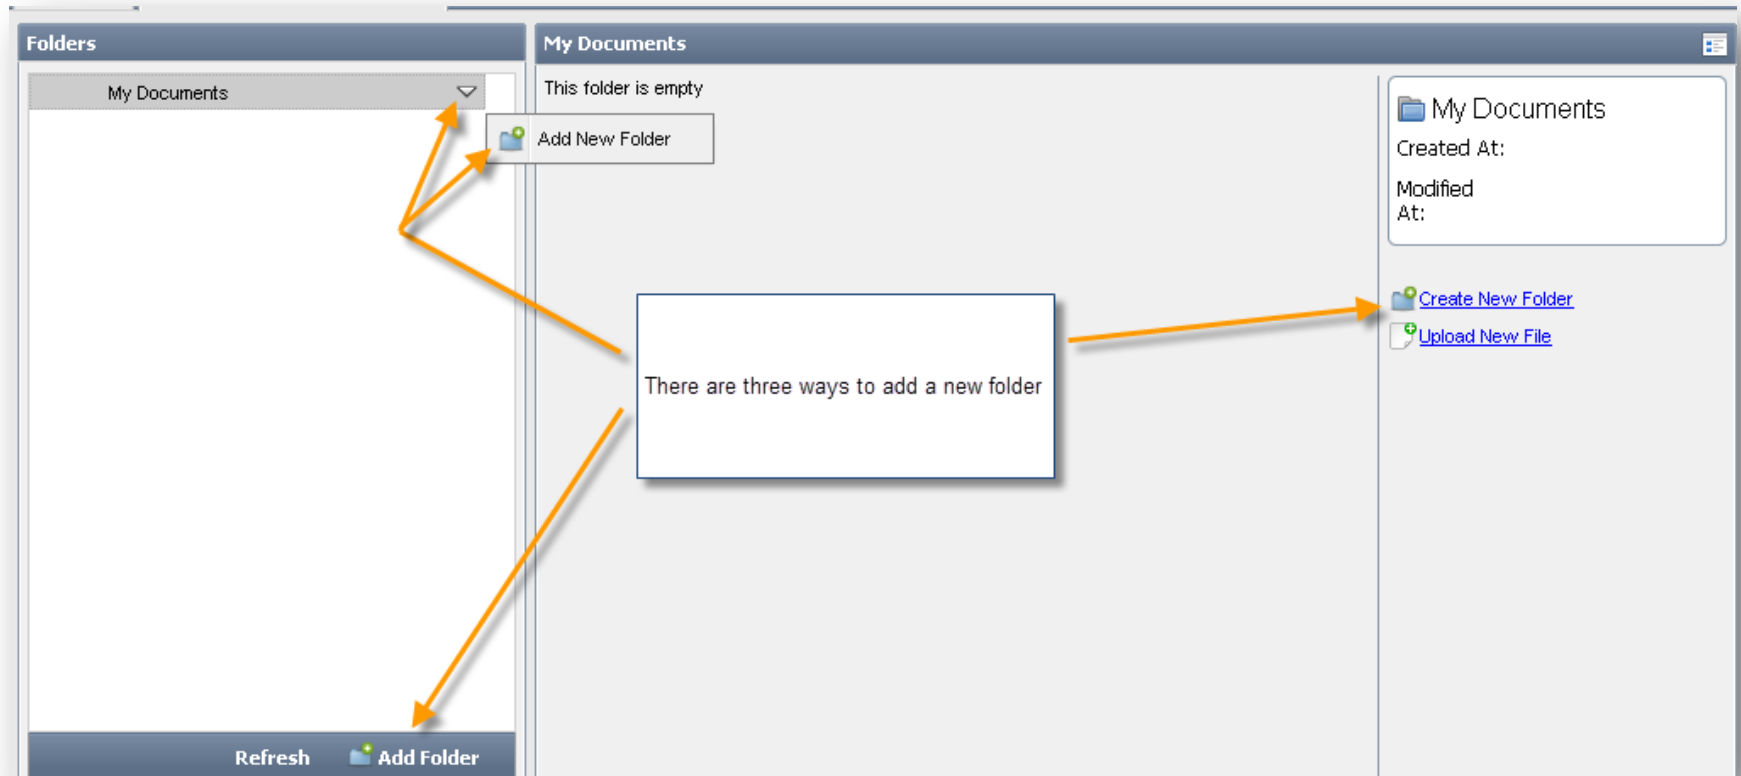 Folders
My Documents
My Documents
This folder is empty
Add New Folder
My Documents
Created At:
Modified
At:
Create New Folder
Upload New File
There are three ways to add a new folder
Refresh
Add Folder